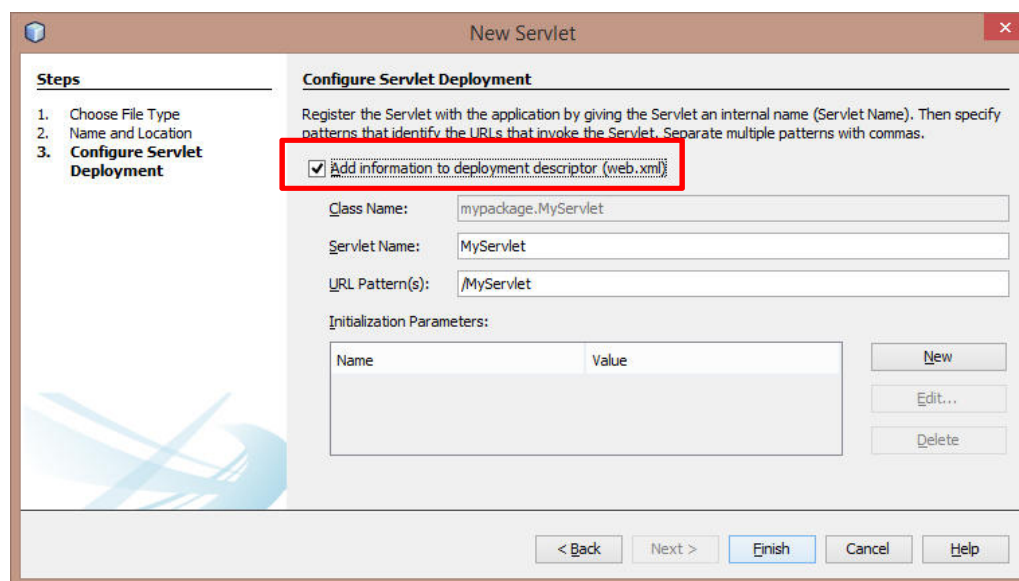 New Servlet
Steps
1. Choose File Type
2. Name and Location
3. Configure Servlet
Deployment
Configure Servlet Deployment
Register the Servlet with the application by giving the Servlet an internal name (Servlet Name). Then specify
patterns that identify the URLs that invoke the Servlet. Separate multiple patterns with commas.
Add information to deployment descriptor (web.xml)
Class Name: mypackage.MyServlet
Servlet Name: MyServlet
URL Pattern(s): /MyServlet
Initialization Parameters:
Name Value
New
Edit...
Delete
< Back Next > Finish Cancel Help